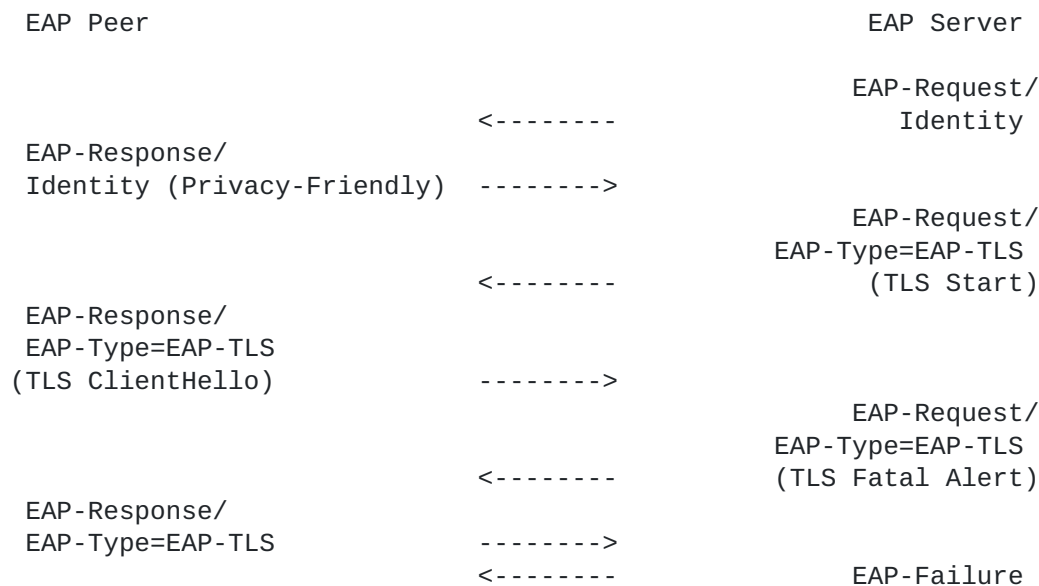 EAP Peer                                              EAP Server

                                                     EAP-Request/
                              <--------                  Identity
 EAP-Response/
 Identity (Privacy-Friendly)  -------->
                                                     EAP-Request/
                                                EAP-Type=EAP-TLS
                              <--------               (TLS Start)
 EAP-Response/
 EAP-Type=EAP-TLS
(TLS ClientHello)             -------->
                                                     EAP-Request/
                                                EAP-Type=EAP-TLS
                              <--------         (TLS Fatal Alert)
 EAP-Response/
 EAP-Type=EAP-TLS             -------->
                              <--------              EAP-Failure